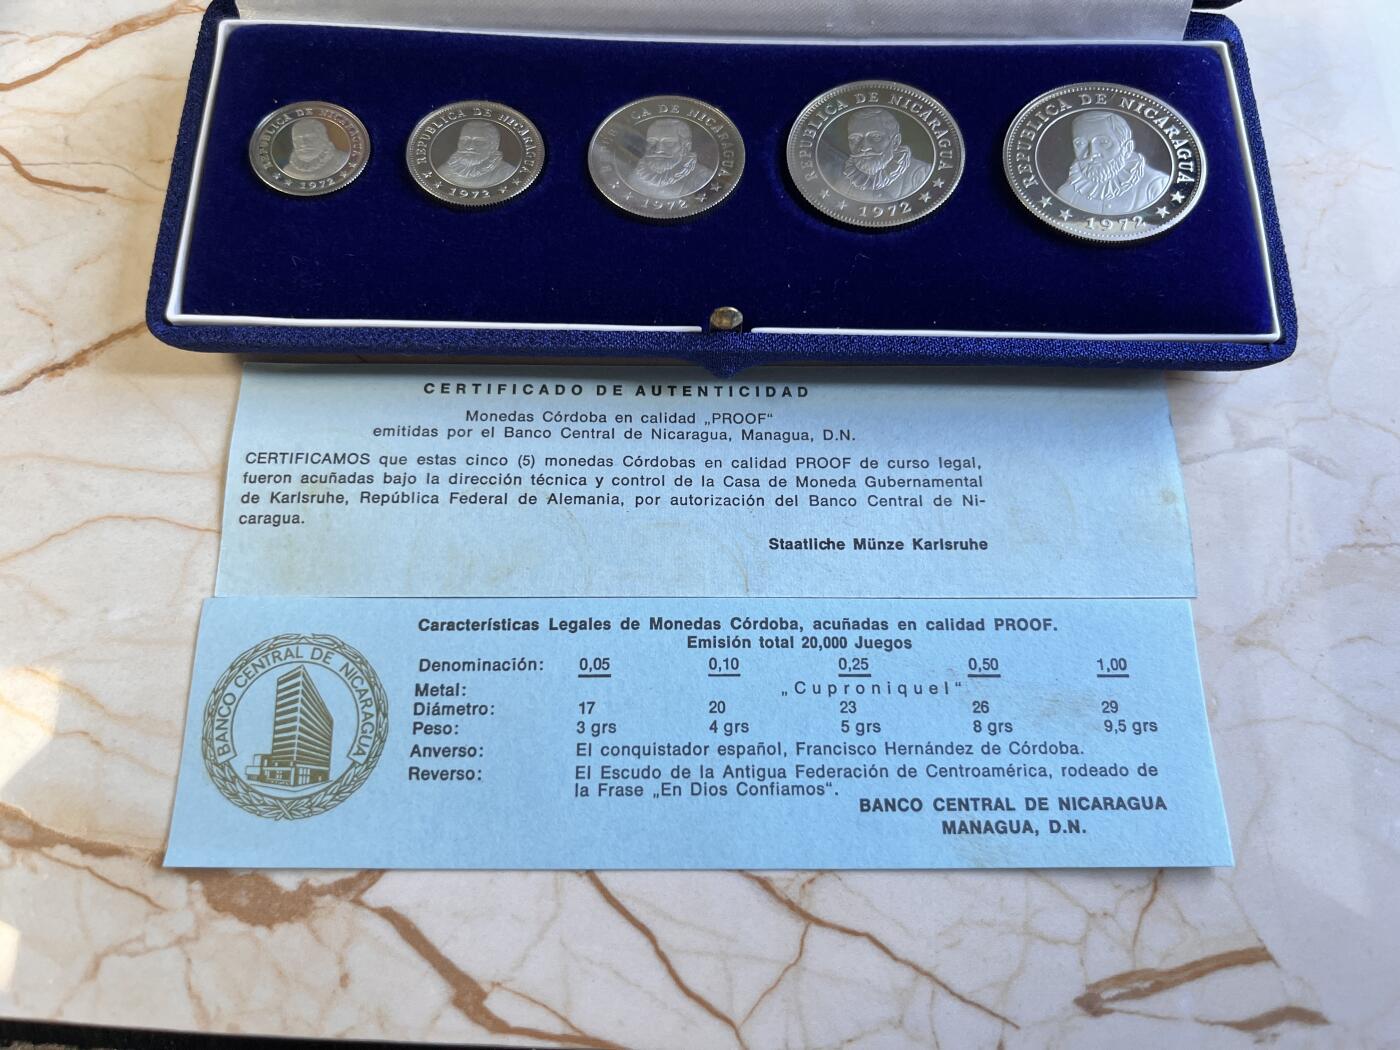 REPUBLICA DE NICARAGUA
1972
REPUBLICA DE NICARAGUA
1972
DE NICARAGUA
1972
REPUBLICA DE NICARAGUA
1972
REPUBLICA DE NICARAGUA
1972
CERTIFICADO DE AUTENTICIDAD
Monedas Córdoba en calidad „PROOF“
emitidas por el Banco Central de Nicaragua, Managua, D.N.
CERTIFICAMOS que estas cinco (5) monedas Córdobas en calidad PROOF de curso legal,
fueron acuñadas bajo la dirección técnica y control de la Casa de Moneda Gubernamental
de Karlsruhe, República Federal de Alemania, por autorización del Banco Central de Ni-
caragua.
Staatliche Münze Karlsruhe
BANCO CENTRAL DE NICARAGUA
Características Legales de Monedas Córdoba, acuñadas en calidad PROOF.
Emisión total 20,000 Juegos
Denominación: 0,05 0,10 0,25 0,50 1,00
Metal: „Cuproniquel“
Diámetro: 17 20 23 26 29
Peso: 3 grs 4 grs 5 grs 8 grs 9,5 grs
Anverso: El conquistador español, Francisco Hernández de Córdoba.
Reverso: El Escudo de la Antigua Federación de Centroamérica, rodeado de
la Frase „En Dios Confiamos“.
BANCO CENTRAL DE NICARAGUA
MANAGUA, D.N.